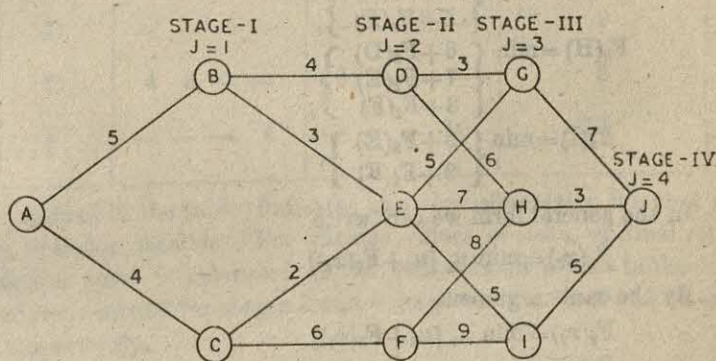 STAGE-I STAGE-II STAGE-III
J=1 J=2 J=3
B 4 D 3 G
5 3 5 6 7
STAGE-IV
J=4
A E 7 H 3 J
8
4 2 5 6
C 6 F 9 I